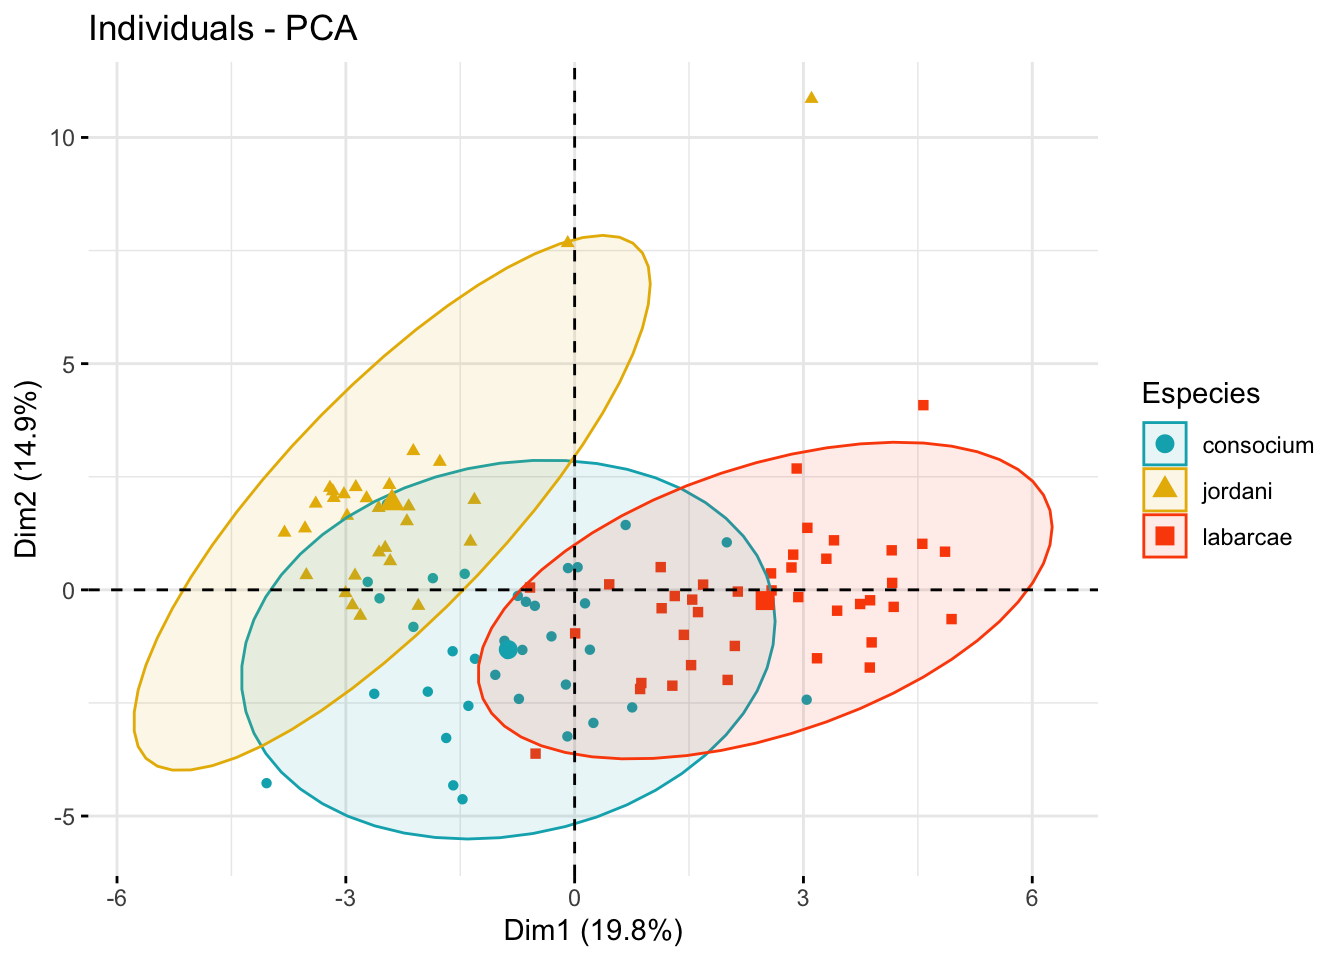 Individuals - PCA
10
5
0
-5
Dim2 (14.9%)
-6
-3
0
3
6
Dim1 (19.8%)
Especies
consocium
jordani
labarcae